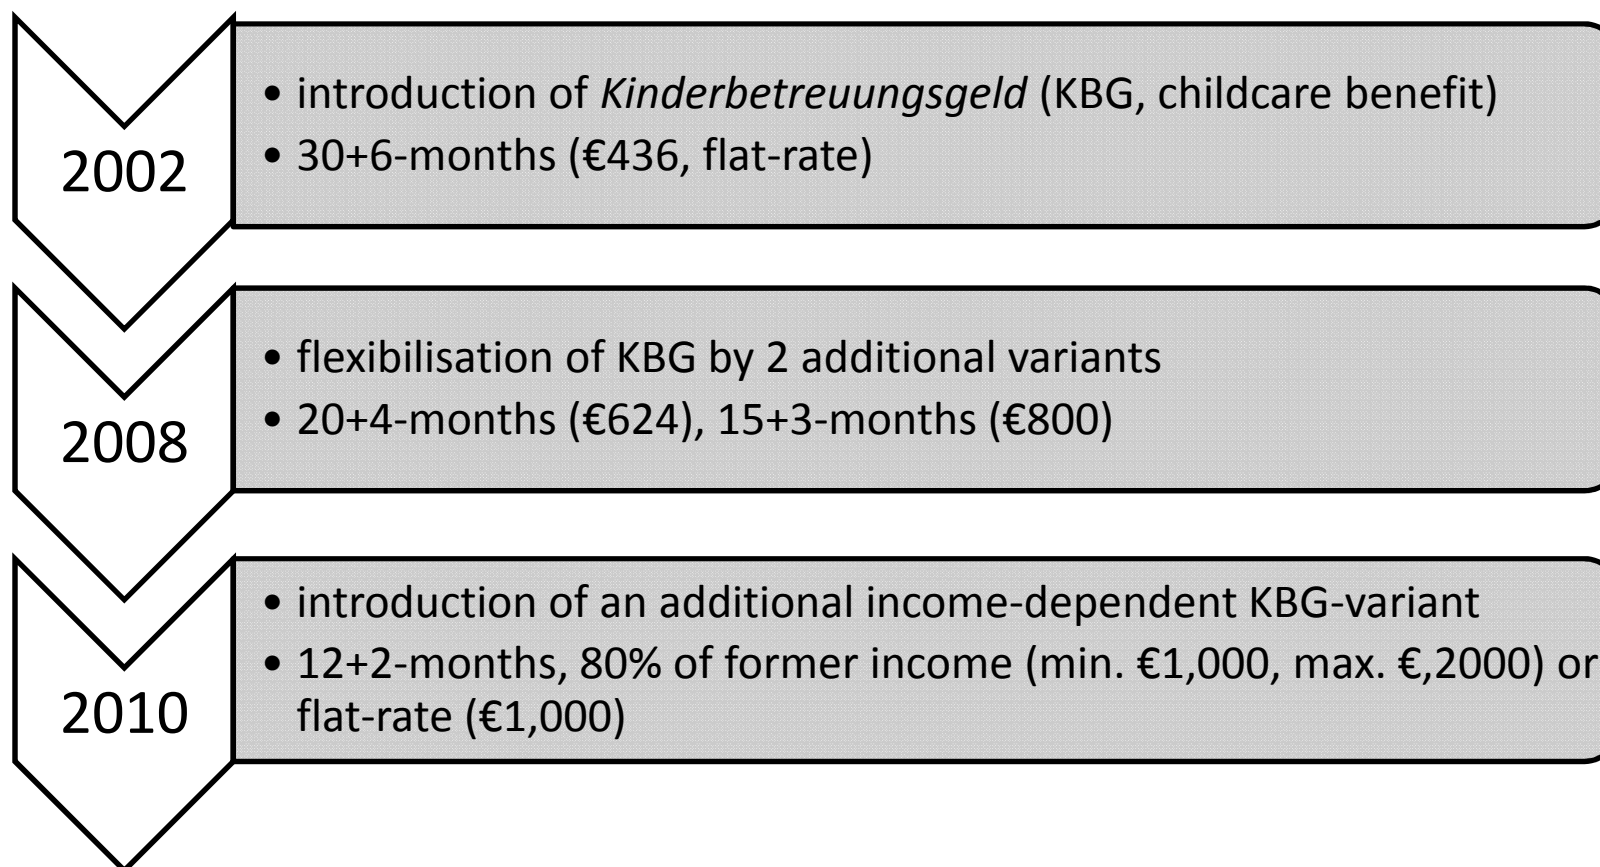 2002
• introduction of Kinderbetreuungsgeld (KBG, childcare benefit)
• 30+6-months (€436, flat-rate)
2008
• flexibilisation of KBG by 2 additional variants
• 20+4-months (€624), 15+3-months (€800)
2010
• introduction of an additional income-dependent KBG-variant
• 12+2-months, 80% of former income (min. €1,000, max. €,2000) or
flat-rate (€1,000)